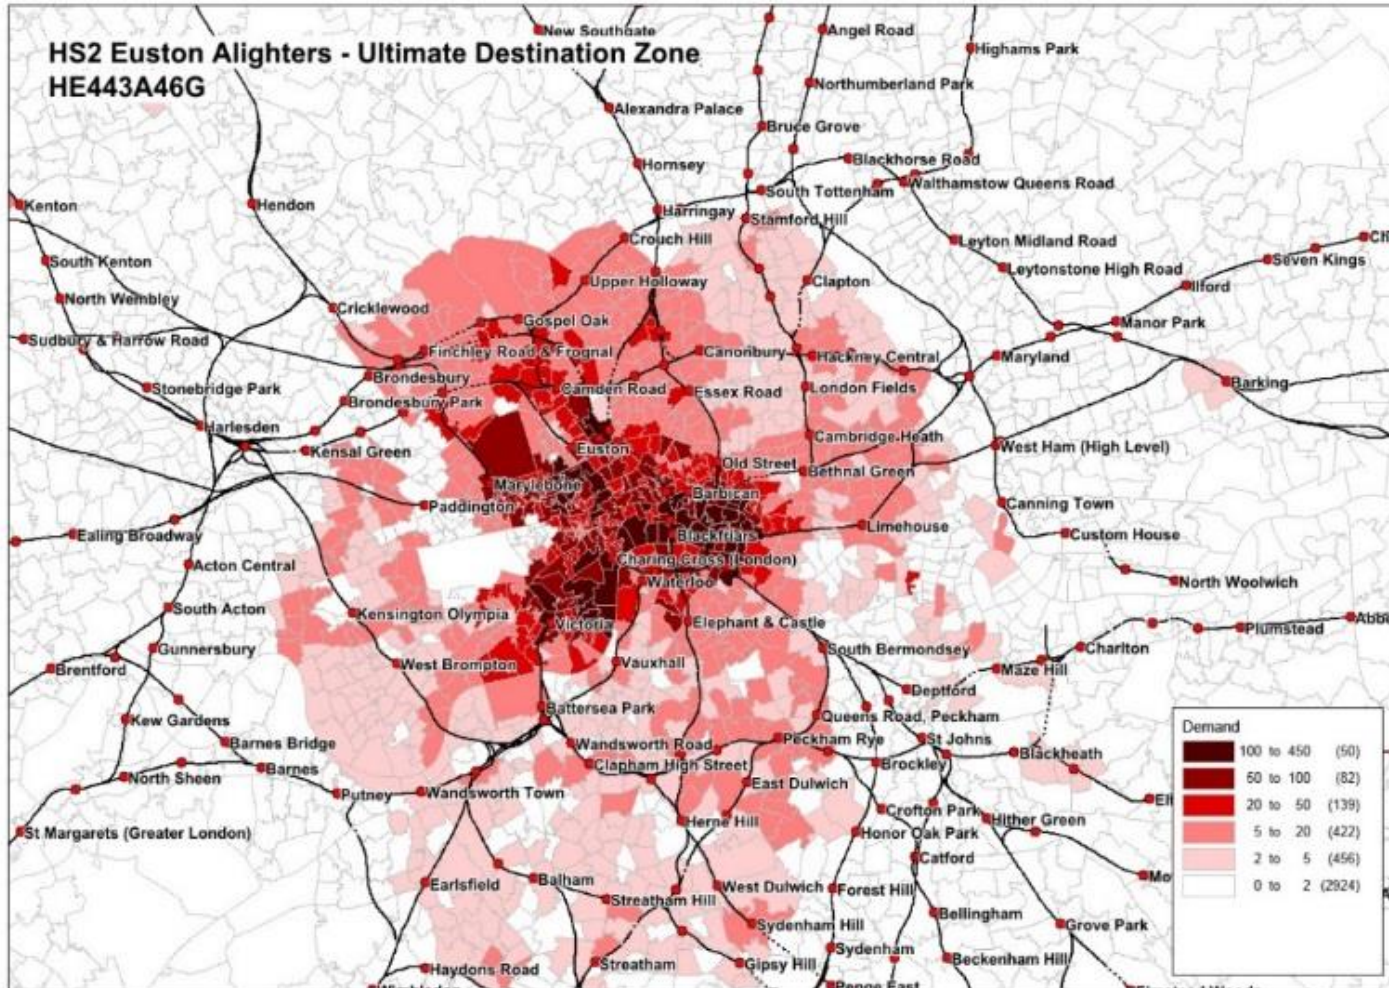 HS2 Euston Alighters - Ultimate Destination Zone
HE443A46G
New Southgate
Angel Road
Highams Park
Northumberland Park
Alexandra Palace
Bruce Grove
Hornsey
Blackhorse Road
South Tottenham
Walthamstow Queens Road
Kenton
Hendon
Harringay
Stamford Hill
Crouch Hill
Leyton Midland Road
South Kenton
Leytonstone High Road
Seven Kings
Upper Holloway
Clapton
Ilford
North Wembley
Cricklewood
Gospel Oak
Manor Park
Sudbury & Harrow Road
Finchley Road & Frognal
Canonbury
Hackney Central
Maryland
Brondesbury
Barking
Stonebridge Park
Camden Road
Essex Road
London Fields
Brondesbury Park
Harlesden
Cambridge Heath
Kensal Green
Euston
West Ham (High Level)
Old Street
Bethnal Green
Marylebone
Barbican
Paddington
Canning Town
Limehouse
Ealing Broadway
Blackfriars
Custom House
Charing Cross (London)
Acton Central
Waterloo
North Woolwich
South Acton
Kensington Olympia
Victoria
Elephant & Castle
Plumstead
Abb
Gunnersbury
South Bermondsey
Charlton
Brentford
West Brompton
Vauxhall
Maze Hill
Deptford
Battersea Park
Kew Gardens
Queens Road, Peckham
Barnes Bridge
Wandsworth Road
Peckham Rye
St Johns
Blackheath
North Sheen
Barnes
Clapham High Street
Brockley
East Dulwich
Putney
Wandsworth Town
Crofton Park
Hither Green
St Margarets (Greater London)
Herne Hill
Honor Oak Park
Catford
Earlsfield
Balham
West Dulwich
Forest Hill
Mo
Streatham Hill
Bellingham
Sydenham Hill
Grove Park
Haydons Road
Streatham
Gipsy Hill
Sydenham
Beckenham Hill
Penge East
Demand
100 to 450 (50)
50 to 100 (82)
20 to 50 (139)
5 to 20 (422)
2 to 5 (456)
0 to 2 (2924)